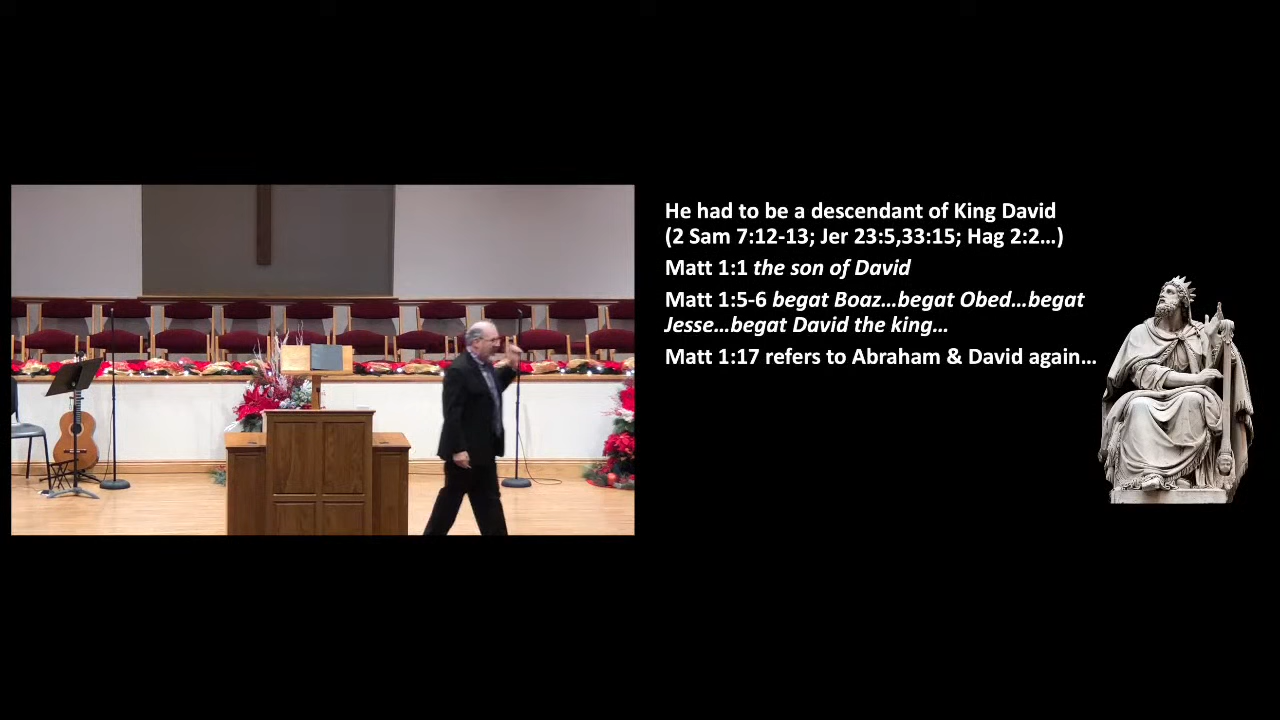 He had to be a descendant of King David
(2 Sam 7:12-13; Jer 23:5,33:15; Hag 2:2…)
Matt 1:1 the son of David
Matt 1:5-6 begat Boaz…begat Obed…begat
Jesse…begat David the king…
Matt 1:17 refers to Abraham & David again…